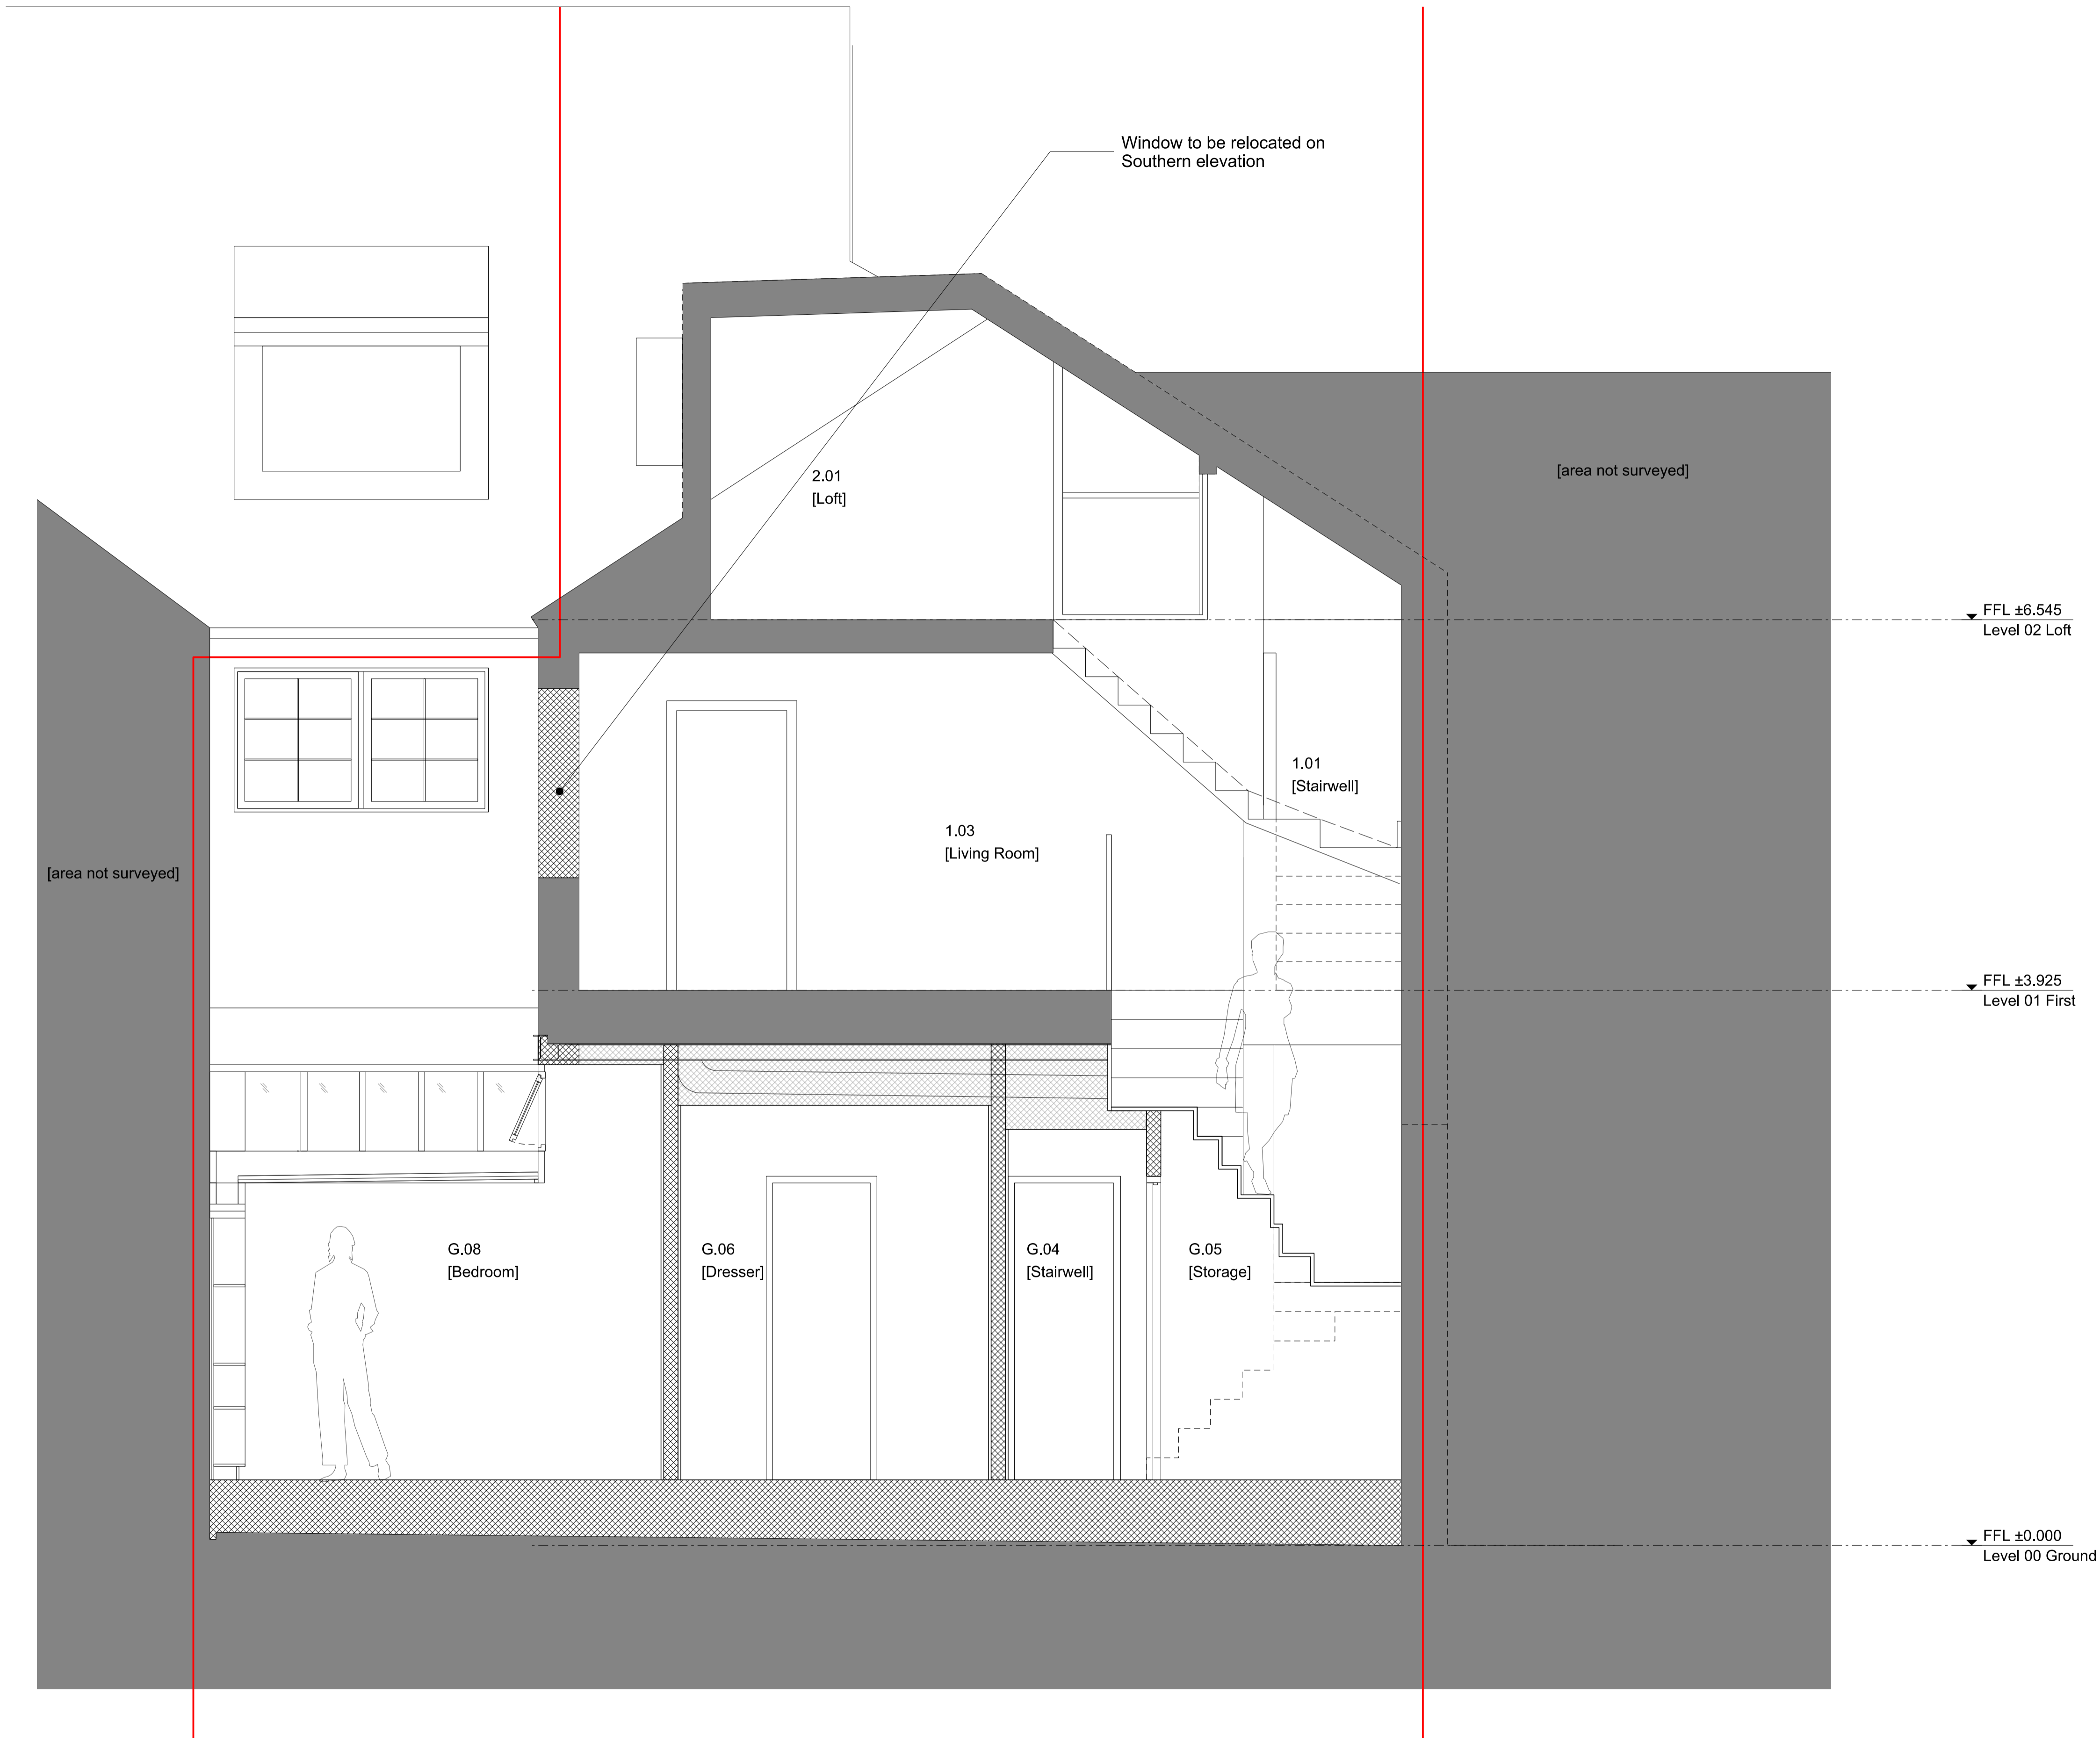 Window to be relocated on
Southern elevation
2.01
[Loft]
[area not surveyed]
FFL ±6.545
Level 02 Loft
1.01
[Stairwell]
1.03
[Living Room]
[area not surveyed]
FFL ±3.925
Level 01 First
G.08
[Bedroom]
G.06
[Dresser]
G.04
[Stairwell]
G.05
[Storage]
FFL ±0.000
Level 00 Ground